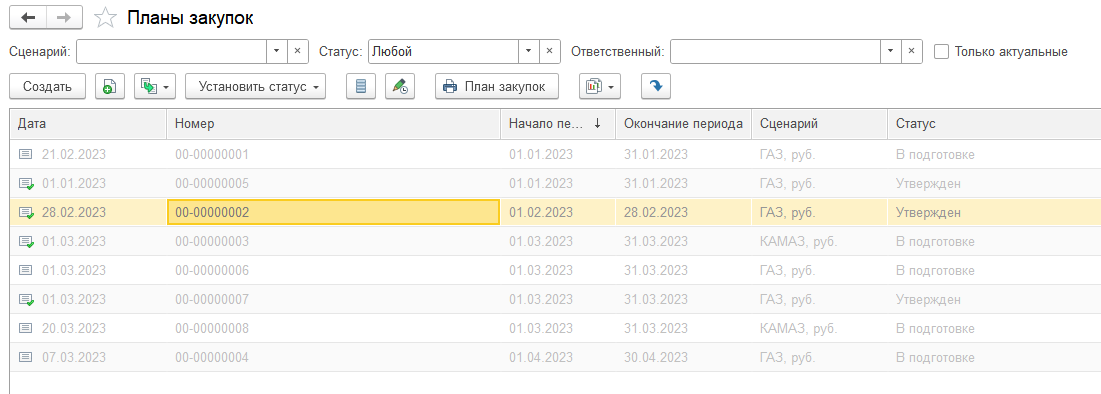 Планы закупок
Сценарий: Статус: Любой Ответственный: Только актуальные
Создать Установить статус План закупок
Дата Номер Начало пе... Окончание периода Сценарий Статус
21.02.2023 00-00000001 01.01.2023 31.01.2023 ГАЗ, руб. В подготовке
01.01.2023 00-00000005 01.01.2023 31.01.2023 ГАЗ, руб. Утвержден
28.02.2023 00-00000002 01.02.2023 28.02.2023 ГАЗ, руб. Утвержден
01.03.2023 00-00000003 01.03.2023 31.03.2023 КАМАЗ, руб. В подготовке
01.03.2023 00-00000006 01.03.2023 31.03.2023 ГАЗ, руб. В подготовке
01.03.2023 00-00000007 01.03.2023 31.03.2023 ГАЗ, руб. Утвержден
20.03.2023 00-00000008 01.03.2023 31.03.2023 КАМАЗ, руб. В подготовке
07.03.2023 00-00000004 01.04.2023 30.04.2023 ГАЗ, руб. В подготовке